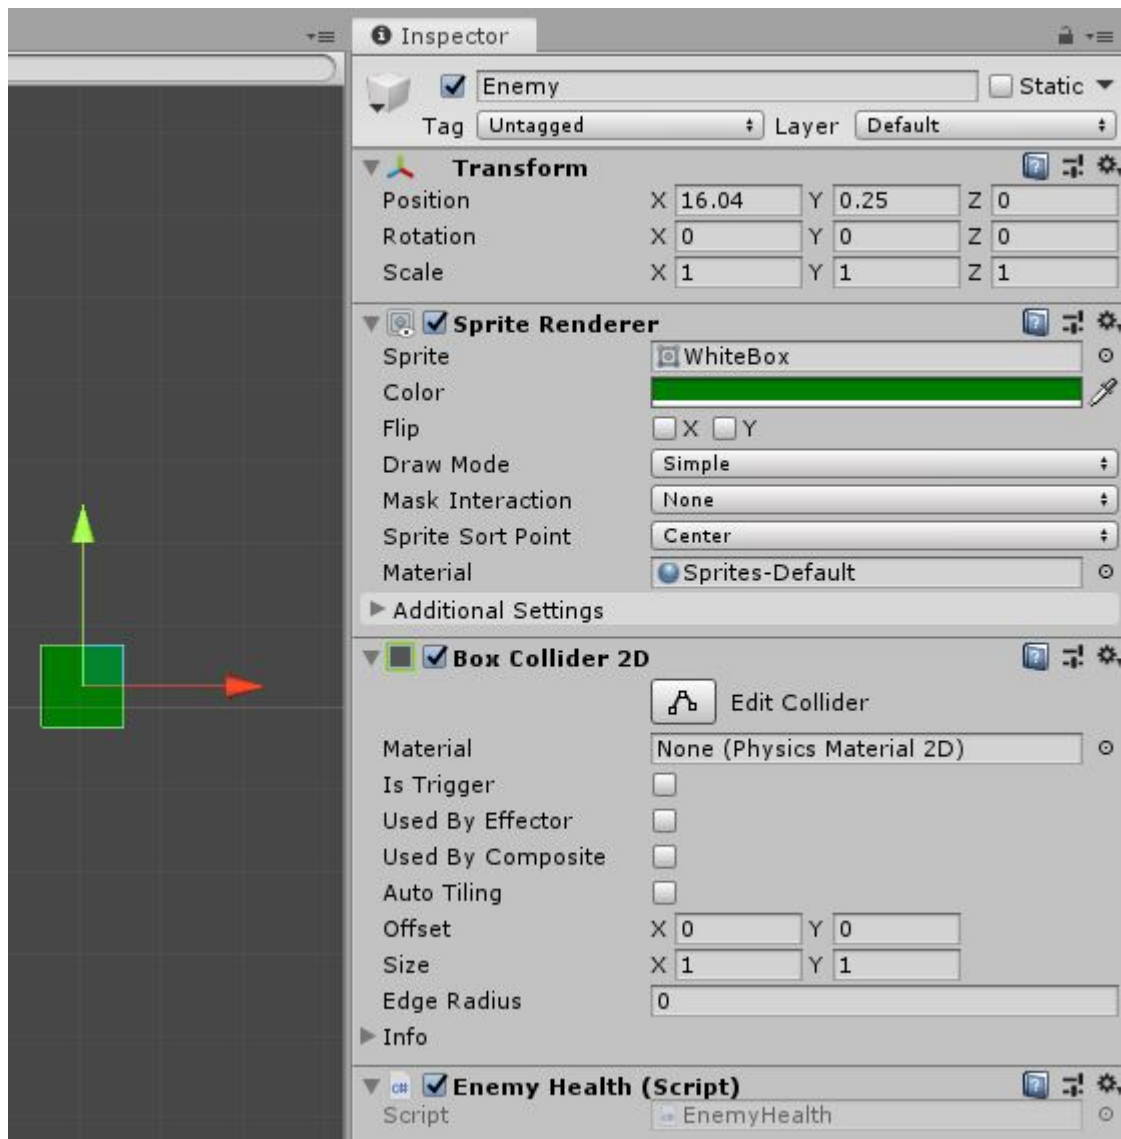 Inspector
Enemy Static
Tag Untagged Layer Default
Transform
Position X 16.04 Y 0.25 Z 0
Rotation X 0 Y 0 Z 0
Scale X 1 Y 1 Z 1
Sprite Renderer
Sprite WhiteBox
Color
Flip X Y
Draw Mode Simple
Mask Interaction None
Sprite Sort Point Center
Material Sprites-Default
Additional Settings
Box Collider 2D
Edit Collider
Material None (Physics Material 2D)
Is Trigger
Used By Effector
Used By Composite
Auto Tiling
Offset X 0 Y 0
Size X 1 Y 1
Edge Radius 0
Info
C# Enemy Health (Script)
Script EnemyHealth